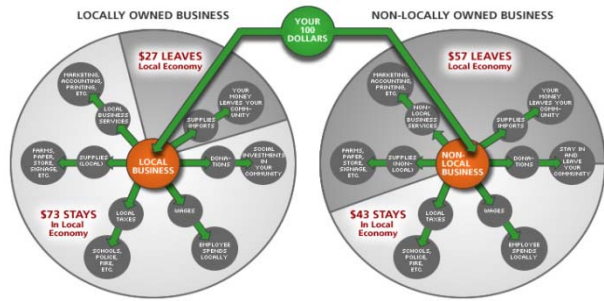 LOCALLY OWNED BUSINESS
YOUR
100
DOLLARS
NON-LOCALLY OWNED BUSINESS
$27 LEAVES
Local Economy
MARKETING,
ACCOUNTING,
PRINTING,
ETC.
LOCAL
BUSINESS
SERVICES
SUPPLIES
IMPORTS
YOUR
MONEY
LEAVES YOUR
COMM-
UNITY
FARMS,
PAPER,
STORE,
SIGNAGE,
ETC.
SUPPLIES
(LOCAL)
LOCAL
BUSINESS
DONA-
TIONS
SOCIAL
INVESTMENTS
IN
YOUR
COMMUNITY
$73 STAYS
In Local
Economy
LOCAL
TAXES
WAGES
SCHOOLS,
POLICE,
FIRE,
ETC.
EMPLOYEE
SPENDS
LOCALLY
$57 LEAVES
Local Economy
MARKETING,
ACCOUNTING,
PRINTING,
ETC.
NON-
LOCAL
BUSINESS
SERVICES
SUPPLIES
IMPORTS
YOUR
MONEY
LEAVES YOUR
COMM-
UNITY
FARMS,
PAPER,
STORE,
SIGNAGE,
ETC.
SUPPLIES
(NON-
LOCAL)
NON-
LOCAL
BUSINESS
DONA-
TIONS
STAY IN
AND LEAVE
YOUR
COMMUNITY
$43 STAYS
In Local
Economy
LOCAL
TAXES
WAGES
SCHOOLS,
POLICE,
FIRE,
ETC.
EMPLOYEE
SPENDS
LOCALLY